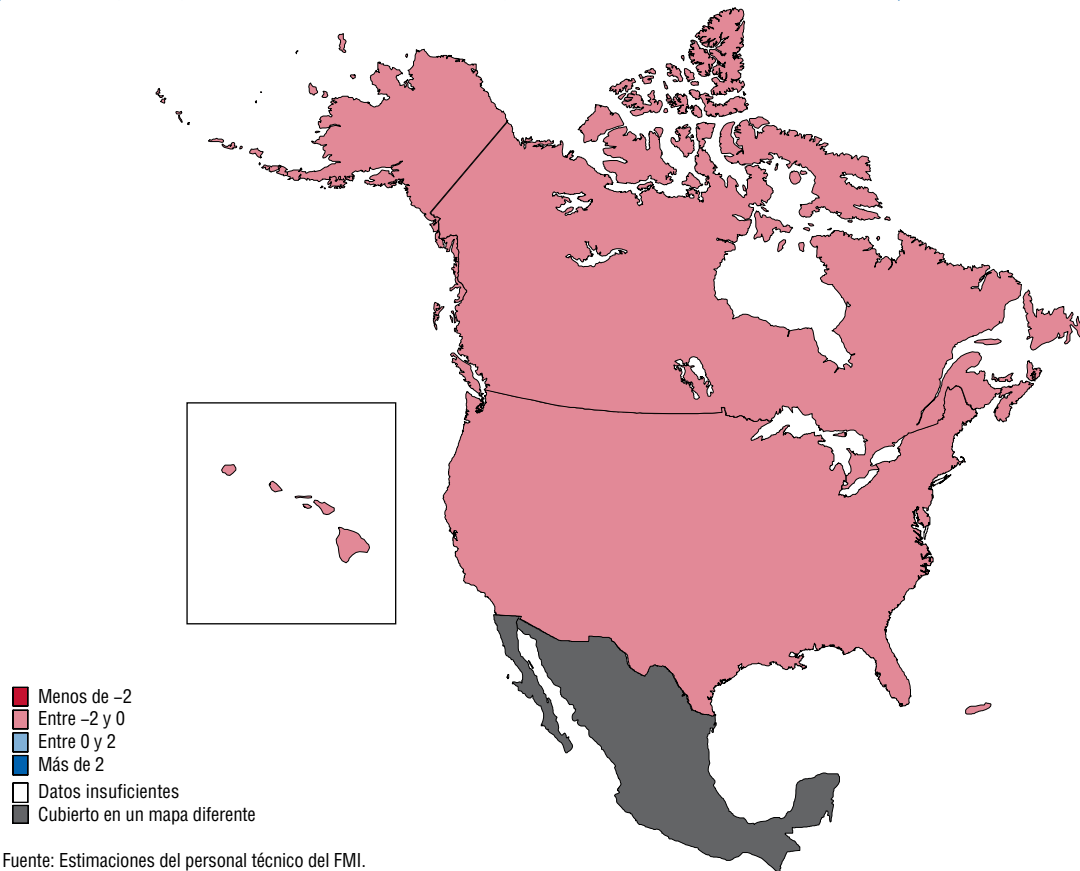 Menos de –2
Entre –2 y 0
Entre 0 y 2
Más de 2
Datos insuficientes
Cubierto en un mapa diferente
Fuente: Estimaciones del personal técnico del FMI.